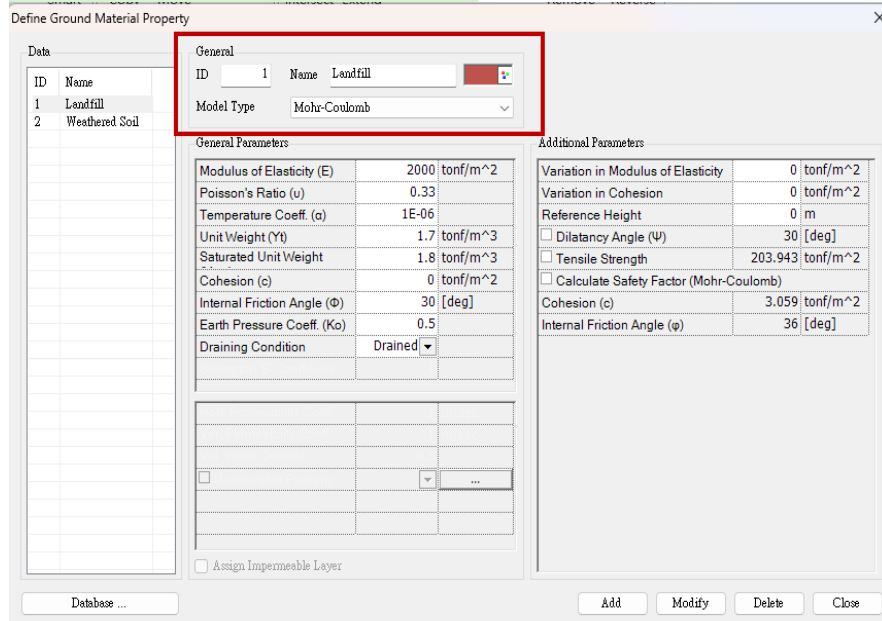 Define Ground Material Property
Data
ID Name
1 Landfill
2 Weathered Soil
Database ...
General
ID 1 Name Landfill
Model Type Mohr-Coulomb
General Parameters
Modulus of Elasticity (E) 2000 tonf/m^2
Poisson's Ratio (υ) 0.33
Temperature Coeff. (α) 1E-06
Unit Weight (Yt) 1.7 tonf/m^3
Saturated Unit Weight 1.8 tonf/m^3
Cohesion (c) 0 tonf/m^2
Internal Friction Angle (Φ) 30 [deg]
Earth Pressure Coeff. (Ko) 0.5
Draining Condition Drained
...
Assign Impermeable Layer
Additional Parameters
Variation in Modulus of Elasticity 0 tonf/m^2
Variation in Cohesion 0 tonf/m^2
Reference Height 0 m
Dilatancy Angle (Ψ) 30 [deg]
Tensile Strength 203.943 tonf/m^2
Calculate Safety Factor (Mohr-Coulomb)
Cohesion (c) 3.059 tonf/m^2
Internal Friction Angle (φ) 36 [deg]
Add Modify Delete Close